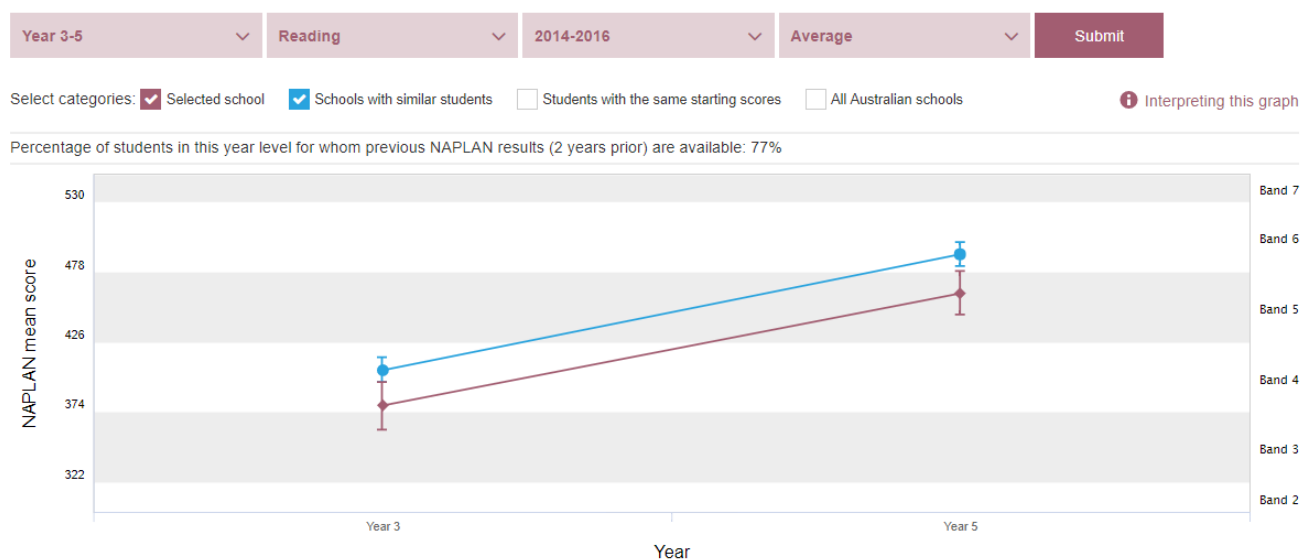 Year 3-5 Reading 2014-2016 Average Submit
Select categories: Selected school Schools with similar students Students with the same starting scores All Australian schools Interpreting this graph
Percentage of students in this year level for whom previous NAPLAN results (2 years prior) are available: 77%
NAPLAN mean score
530
478
426
374
322
Band 7
Band 6
Band 5
Band 4
Band 3
Band 2
Year 3 Year 5
Year